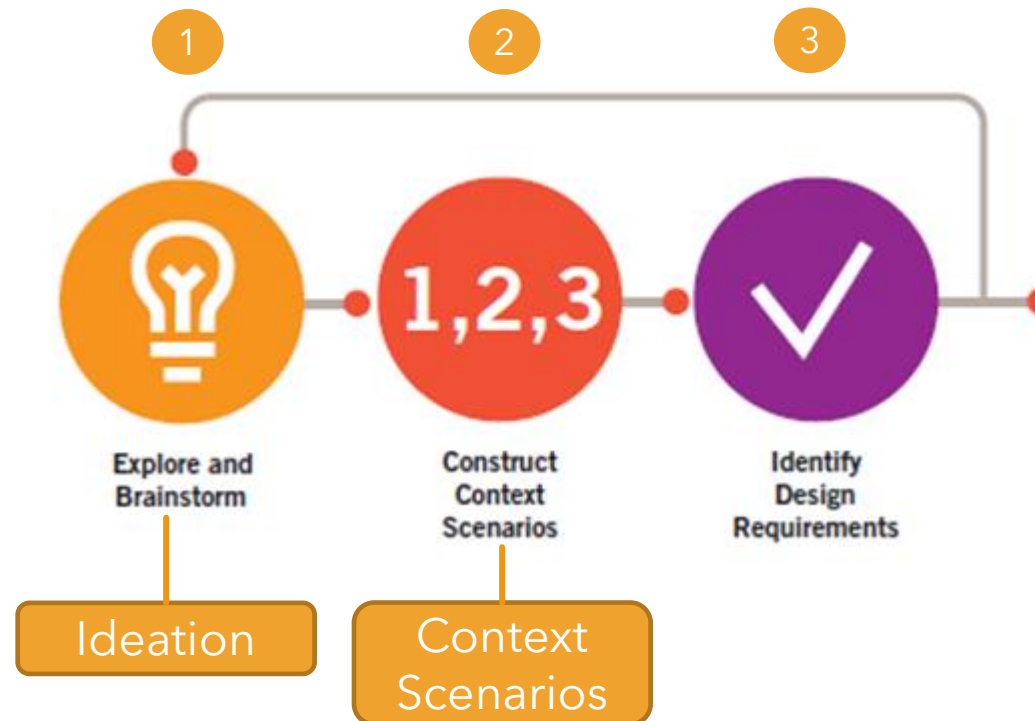 1
2
3
1,2,3
Explore and
Brainstorm
Construct
Context
Scenarios
Identify
Design
Requirements
Ideation
Context
Scenarios